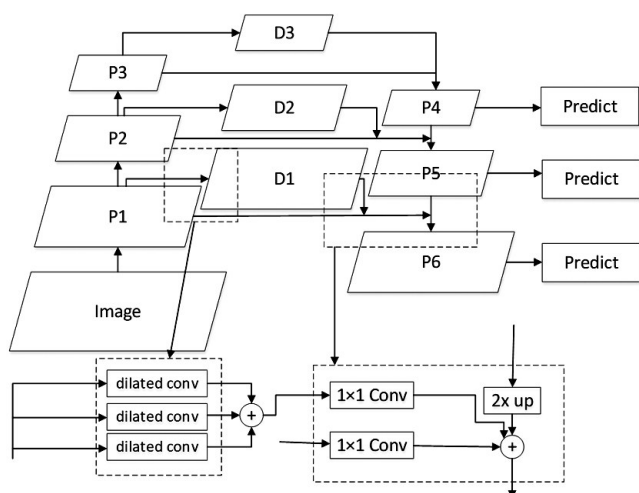 D3
P3
D2
P4
Predict
P2
D1
P5
Predict
P1
P6
Predict
Image
dilated conv
dilated conv
dilated conv
+
1×1 Conv
1×1 Conv
2x up
+